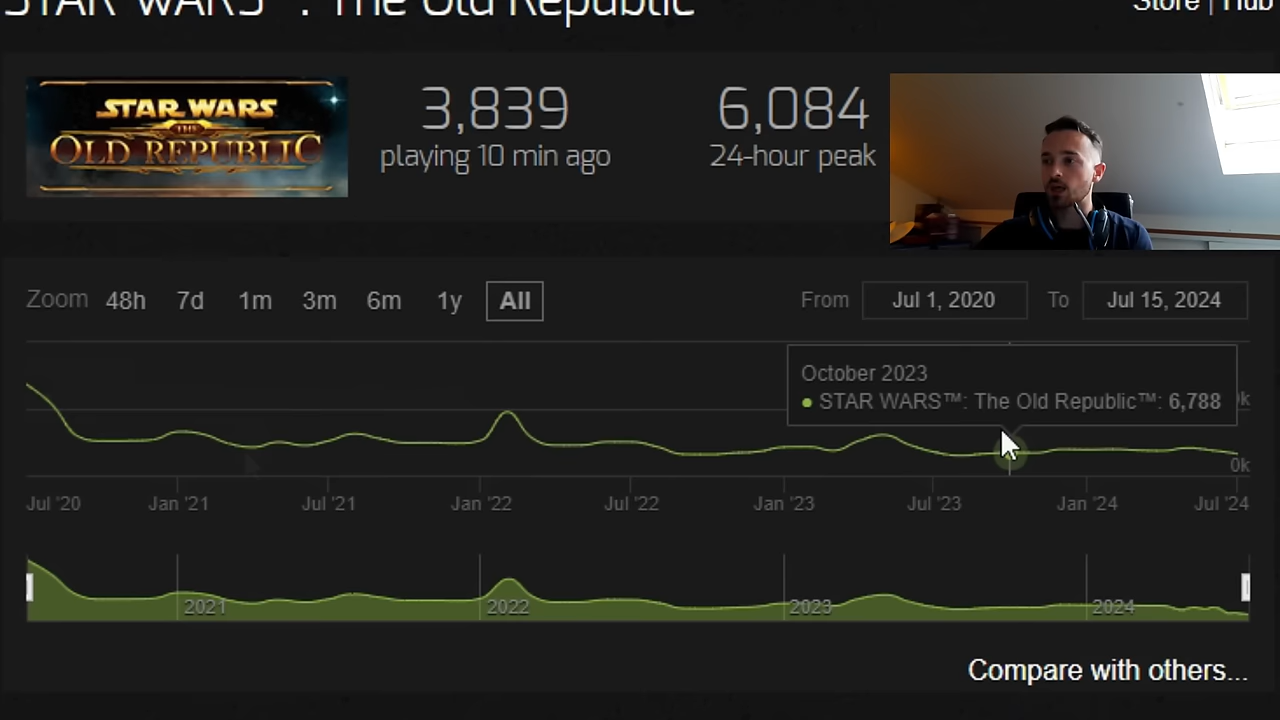 STAR WARS™: The Old Republic
Store | Hub
STAR WARS
THE
OLD REPUBLIC
3,839
playing 10 min ago
6,084
24-hour peak
Zoom 48h 7d 1m 3m 6m 1y All
From Jul 1, 2020 To Jul 15, 2024
October 2023
STAR WARS™: The Old Republic™: 6,788
0k
Jul '20 Jan '21 Jul '21 Jan '22 Jul '22 Jan '23 Jul '23 Jan '24 Jul '24
2021 2022 2023 2024
Compare with others...